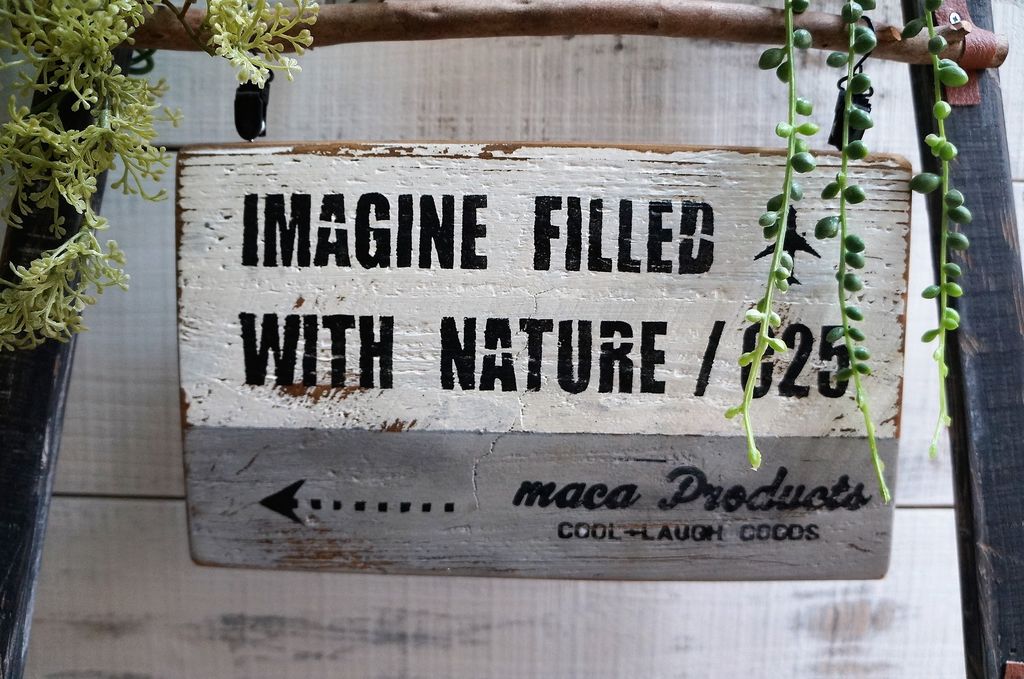 IMAGINE FILLED
WITH NATURE / 025
maca Products
COOL-LAUGH GOODS